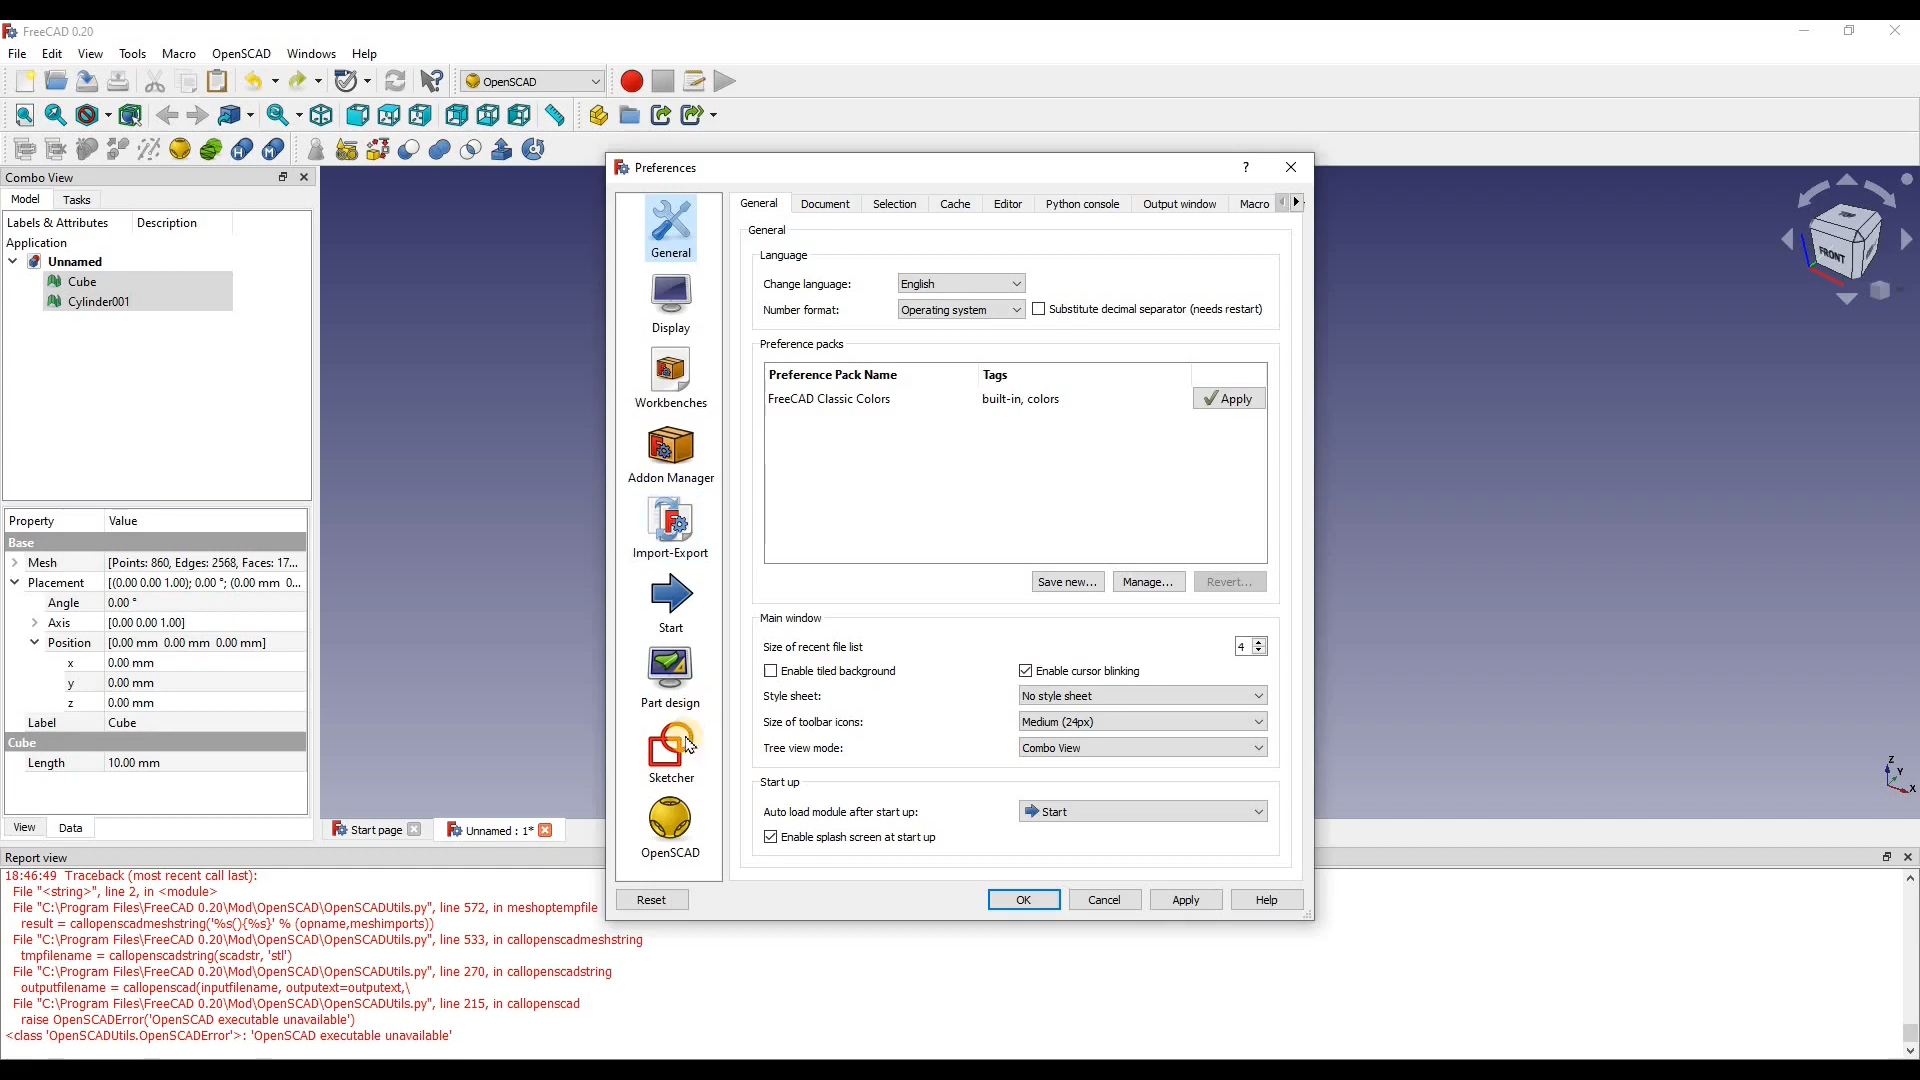 FreeCAD 0.20
File Edit View Tools Macro OpenSCAD Windows Help
OpenSCAD
Combo View
Model Tasks
Labels & Attributes Description
Application
Unnamed
Cube
Cylinder001
Property Value
Base
Mesh [Points: 860, Edges: 2568, Faces: 17...
Placement [(0.00 0.00 1.00); 0.00 °; (0.00 mm 0...
Angle 0.00 °
Axis [0.00 0.00 1.00]
Position [0.00 mm 0.00 mm 0.00 mm]
x 0.00 mm
y 0.00 mm
z 0.00 mm
Label Cube
Cube
Length 10.00 mm
View Data
Start page
Unnamed : 1*
FRONT
Z
Y
X
Preferences
?
General
Display
Workbenches
Addon Manager
Import-Export
Start
Part design
Sketcher
OpenSCAD
General Document Selection Cache Editor Python console Output window Macro
General
Language
Change language: English
Number format: Operating system Substitute decimal separator (needs restart)
Preference packs
Preference Pack Name Tags
FreeCAD Classic Colors built-in, colors Apply
Save new... Manage... Revert...
Main window
Size of recent file list 4
Enable tiled background Enable cursor blinking
Style sheet: No style sheet
Size of toolbar icons: Medium (24px)
Tree view mode: Combo View
Start up
Auto load module after start up: Start
Enable splash screen at start up
Reset OK Cancel Apply Help
Report view
18:46:49 Traceback (most recent call last):
File "<string>", line 2, in <module>
File "C:\Program Files\FreeCAD 0.20\Mod\OpenSCAD\OpenSCADUtils.py", line 572, in meshoptempfile
result = callopenscadmeshstring('%s(){%s}' % (opname,meshimports))
File "C:\Program Files\FreeCAD 0.20\Mod\OpenSCAD\OpenSCADUtils.py", line 533, in callopenscadmeshstring
tmpfilename = callopenscadstring(scadstr, 'stl')
File "C:\Program Files\FreeCAD 0.20\Mod\OpenSCAD\OpenSCADUtils.py", line 270, in callopenscadstring
outputfilename = callopenscad(inputfilename, outputext=outputext,\
File "C:\Program Files\FreeCAD 0.20\Mod\OpenSCAD\OpenSCADUtils.py", line 215, in callopenscad
raise OpenSCADError('OpenSCAD executable unavailable')
<class 'OpenSCADUtils.OpenSCADError'>: 'OpenSCAD executable unavailable'